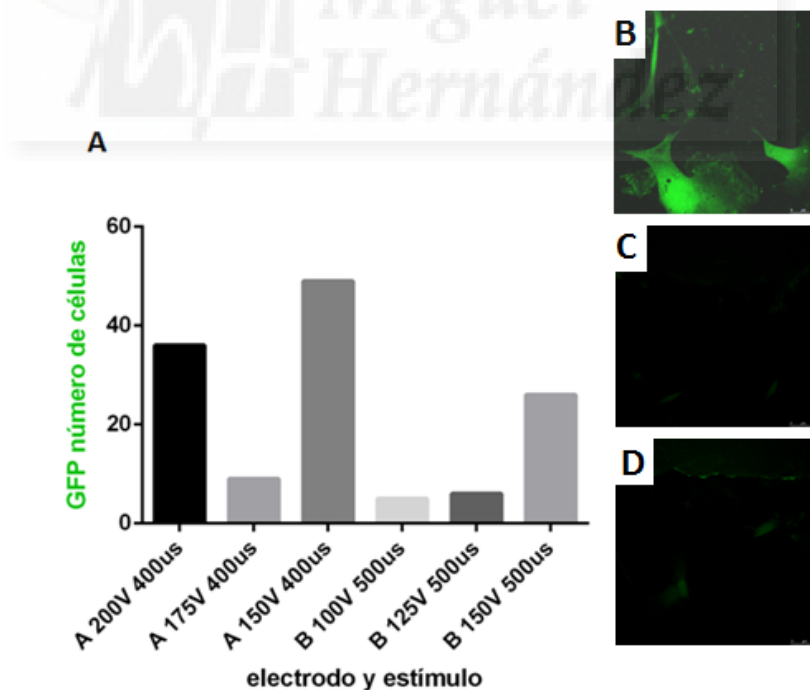 Miguel
Hernández
A
B
C
D
60
40
20
0
GFP número de células
A 200V 400us
A 175V 400us
A 150V 400us
B 100V 500us
B 125V 500us
B 150V 500us
electrodo y estímulo